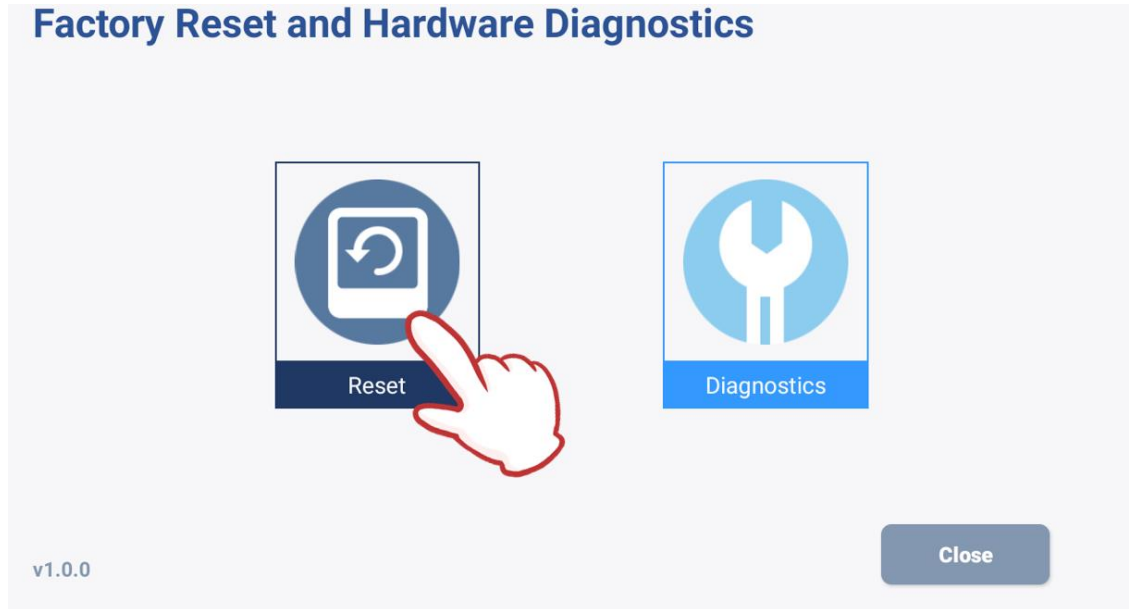 Factory Reset and Hardware Diagnostics
Reset
Diagnostics
Close
v1.0.0